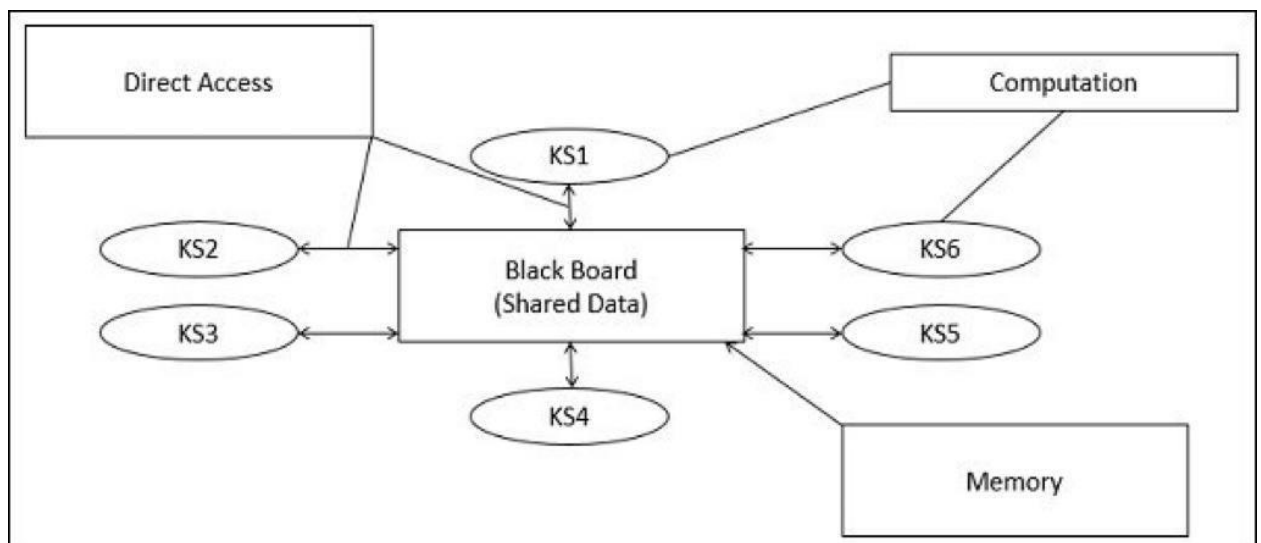 Direct Access
Computation
KS1
KS2
KS6
Black Board
(Shared Data)
KS3
KS5
KS4
Memory